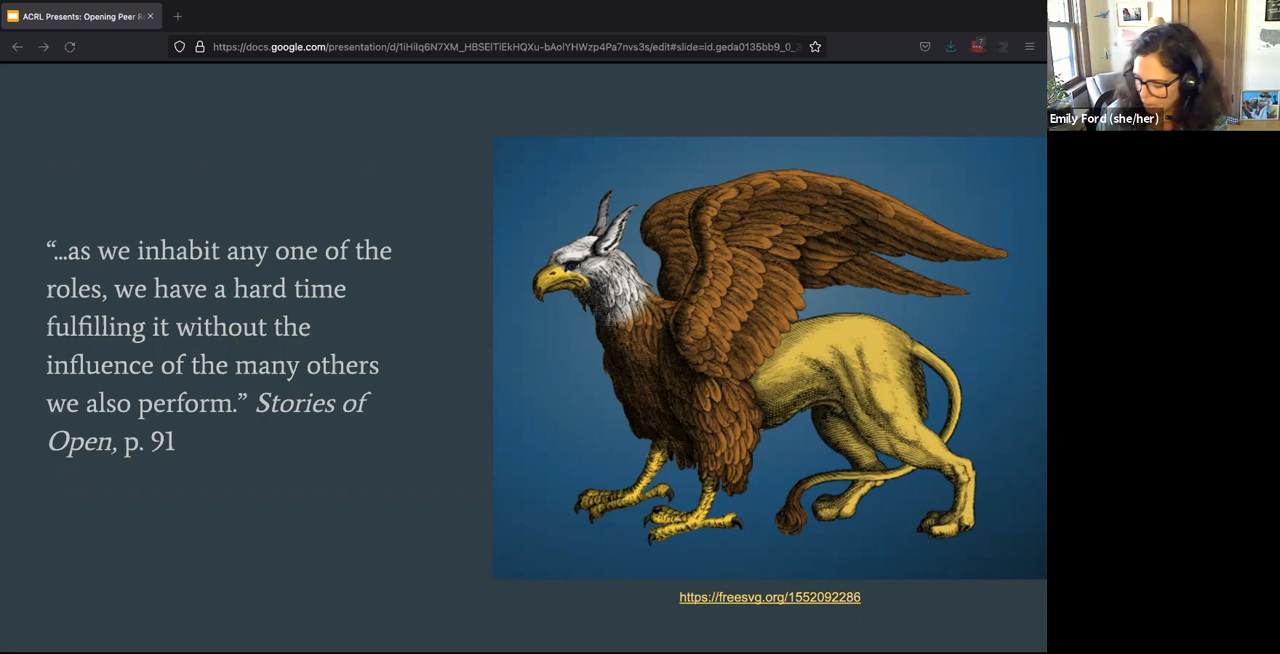 ACRL Presents: Opening Peer R
https://docs.google.com/presentation/d/1iHiIq6N7XM_HBSElTiEkHQXu-bAolYHWzp4Pa7nvs3s/edit#slide=id.geda0135bb9_0_
7
Emily Ford (she/her)
“...as we inhabit any one of the
roles, we have a hard time
fulfilling it without the
influence of the many others
we also perform.” Stories of
Open, p. 91
https://freesvg.org/1552092286